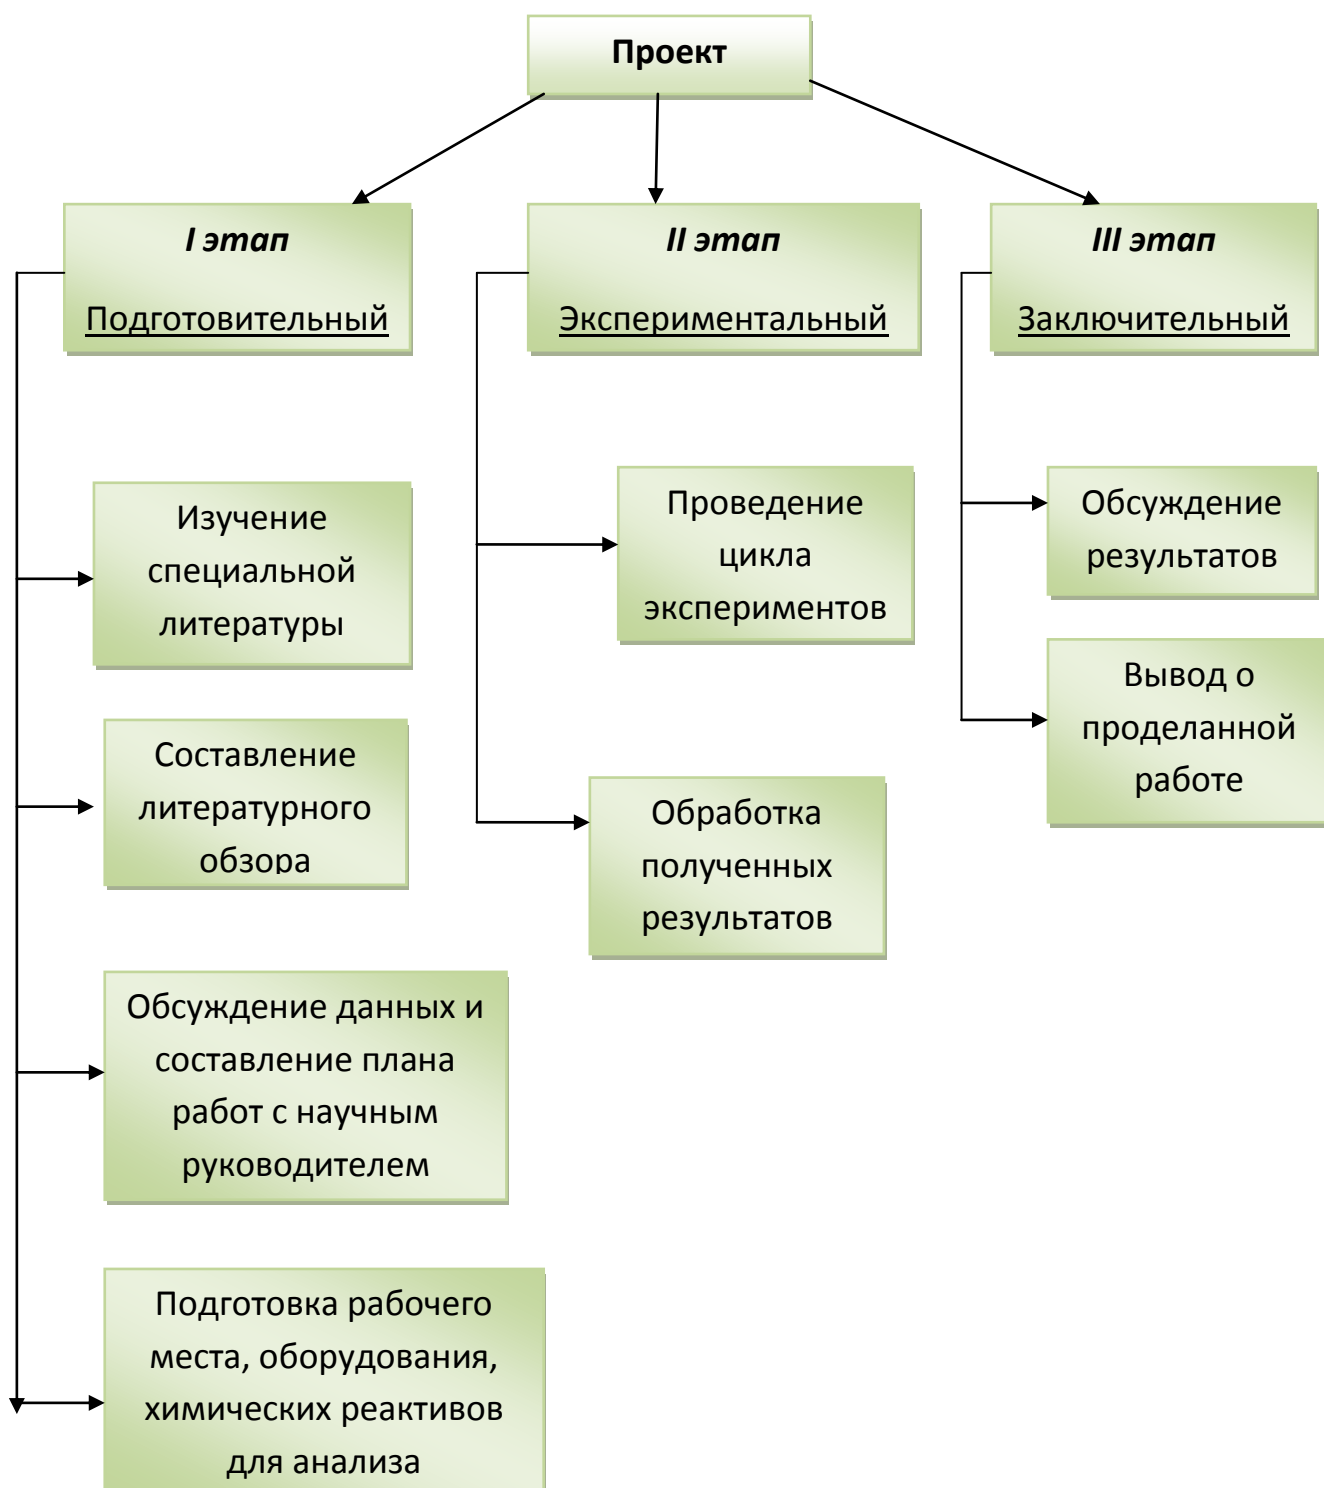 Проект
I этап
Подготовительный
Изучение
специальной
литературы
Составление
литературного
обзора
Обсуждение данных и
составление плана
работ с научным
руководителем
Подготовка рабочего
места, оборудования,
химических реактивов
для анализа
II этап
Экспериментальный
Проведение
цикла
экспериментов
Обработка
полученных
результатов
III этап
Заключительный
Обсуждение
результатов
Вывод о
проделанной
работе